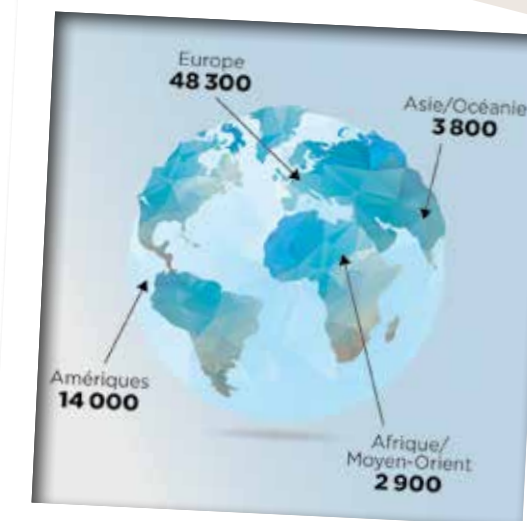 Europe
48 300
Asie/Océanie
3 800
Amériques
14 000
Afrique/
Moyen-Orient
2 900